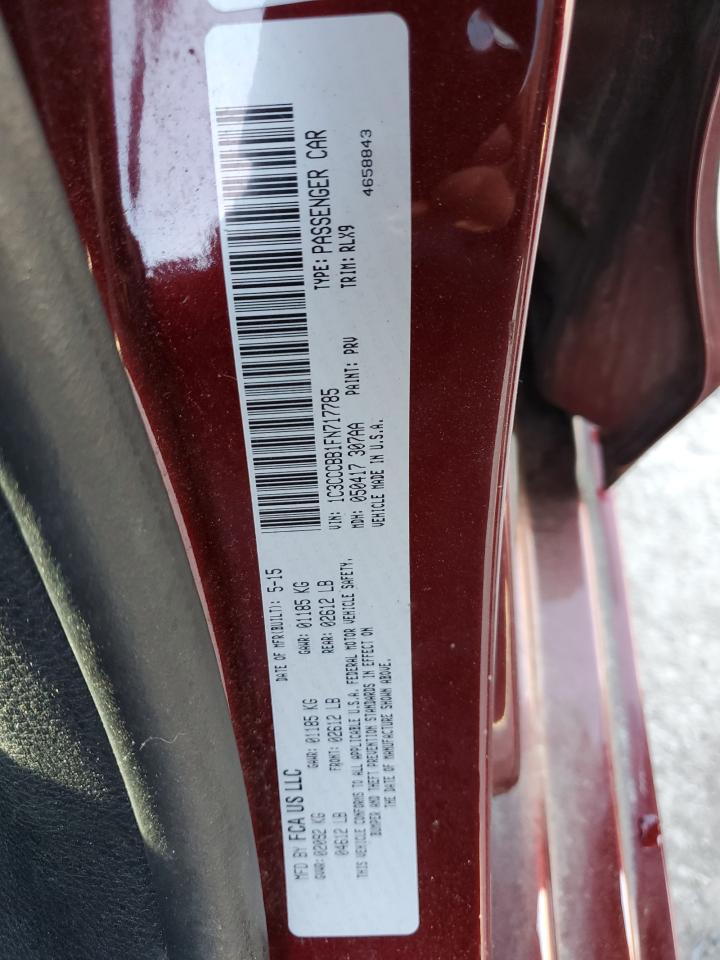 MFD BY FCA US LLC
DATE OF MFR(BUILT): 5-15
GVWR: 02092 KG
GAWR: 01185 KG
GAWR: 01185 KG
04612 LB
FRONT: 02612 LB
REAR: 02612 LB
THIS VEHICLE CONFORMS TO ALL APPLICABLE U.S.A. FEDERAL MOTOR VEHICLE SAFETY,
BUMPER AND THEFT PREVENTION STANDARDS IN EFFECT ON
THE DATE OF MANUFACTURE SHOWN ABOVE.
VIN: 1C3CCCBB1FN717785
TYPE: PASSENGER CAR
MDH: 050417 307AA
PAINT: PRV
TRIM: RLX9
VEHICLE MADE IN U.S.A.
4658843